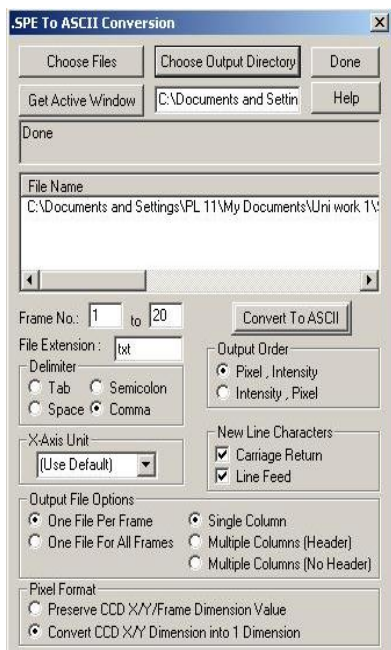 .SPE To ASCII Conversion
Choose Files Choose Output Directory Done
Get Active Window C:\Documents and Settin Help
Done
File Name
C:\Documents and Settings\PL 11\My Documents\Uni work 1\
Frame No.: 1 to 20 Convert To ASCII
File Extension : txt
Delimiter
Tab Semicolon
Space Comma
Output Order
Pixel , Intensity
Intensity , Pixel
X-Axis Unit
(Use Default)
New Line Characters
Carriage Return
Line Feed
Output File Options
One File Per Frame Single Column
One File For All Frames Multiple Columns (Header)
Multiple Columns (No Header)
Pixel Format
Preserve CCD X/Y/Frame Dimension Value
Convert CCD X/Y Dimension into 1 Dimension